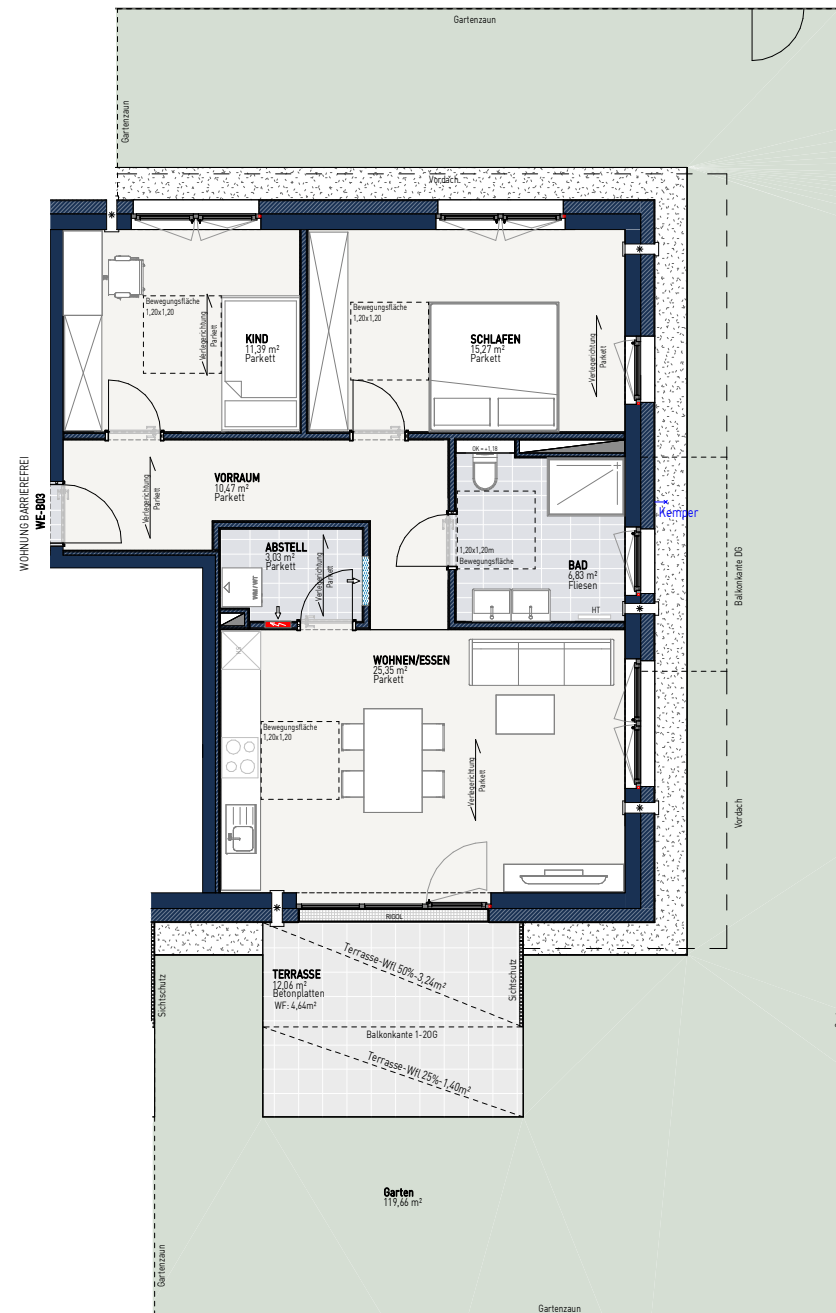 Gartenzaun
Gartenzaun
Vordach
Bewegungsfläche
1,20x1,20
Verlegerichtung
Parkett
KIND
11,39 m²
Parkett
Bewegungsfläche
1,20x1,20
SCHLAFEN
15,27 m²
Parkett
Verlegerichtung
Parkett
WOHNUNG BARRIEREFREI
WE-B03
Verlegerichtung
Parkett
VORRAUM
10,47 m²
Parkett
OK = +1,18
Kemper
ABSTELL
3,03 m²
Parkett
Verlegerichtung
Parkett
WM/WT
1,20x1,20m
Bewegungsfläche
BAD
6,83 m²
Fliesen
HT
Balkonkante DG
KS
WOHNEN/ESSEN
25,35 m²
Parkett
Bewegungsfläche
1,20x1,20
Verlegerichtung
Parkett
Vordach
RIGOL
Sichtschutz
TERRASSE
12,06 m²
Betonplatten
WF: 4,64m²
Terrasse-Wfl 50%-3,24m²
Sichtschutz
Balkonkante 1-2OG
Terrasse-Wfl 25%-1,40m²
Garten
119,66 m²
Gartenzaun
Gartenzaun